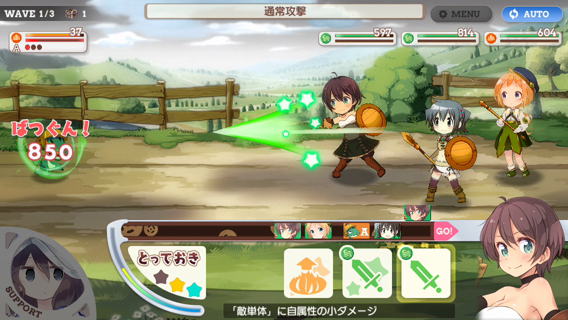 WAVE 1/3 1
通常攻撃
MENU
AUTO
37
A
597
814
604
ばつぐん!
850
A
GO!
とっておき
SUPPORT
「敵単体」に自属性の小ダメージ